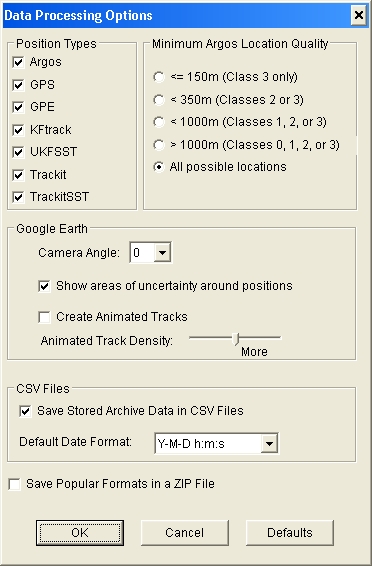 Data Processing Options
Position Types
Argos
GPS
GPE
KFtrack
UKFSST
Trackit
TrackitSST
Minimum Argos Location Quality
<= 150m (Class 3 only)
< 350m (Classes 2 or 3)
< 1000m (Classes 1, 2, or 3)
> 1000m (Classes 0, 1, 2, or 3)
All possible locations
Google Earth
Camera Angle: 0
Show areas of uncertainty around positions
Create Animated Tracks
Animated Track Density:
More
CSV Files
Save Stored Archive Data in CSV Files
Default Date Format: Y-M-D h:m:s
Save Popular Formats in a ZIP File
OK Cancel Defaults